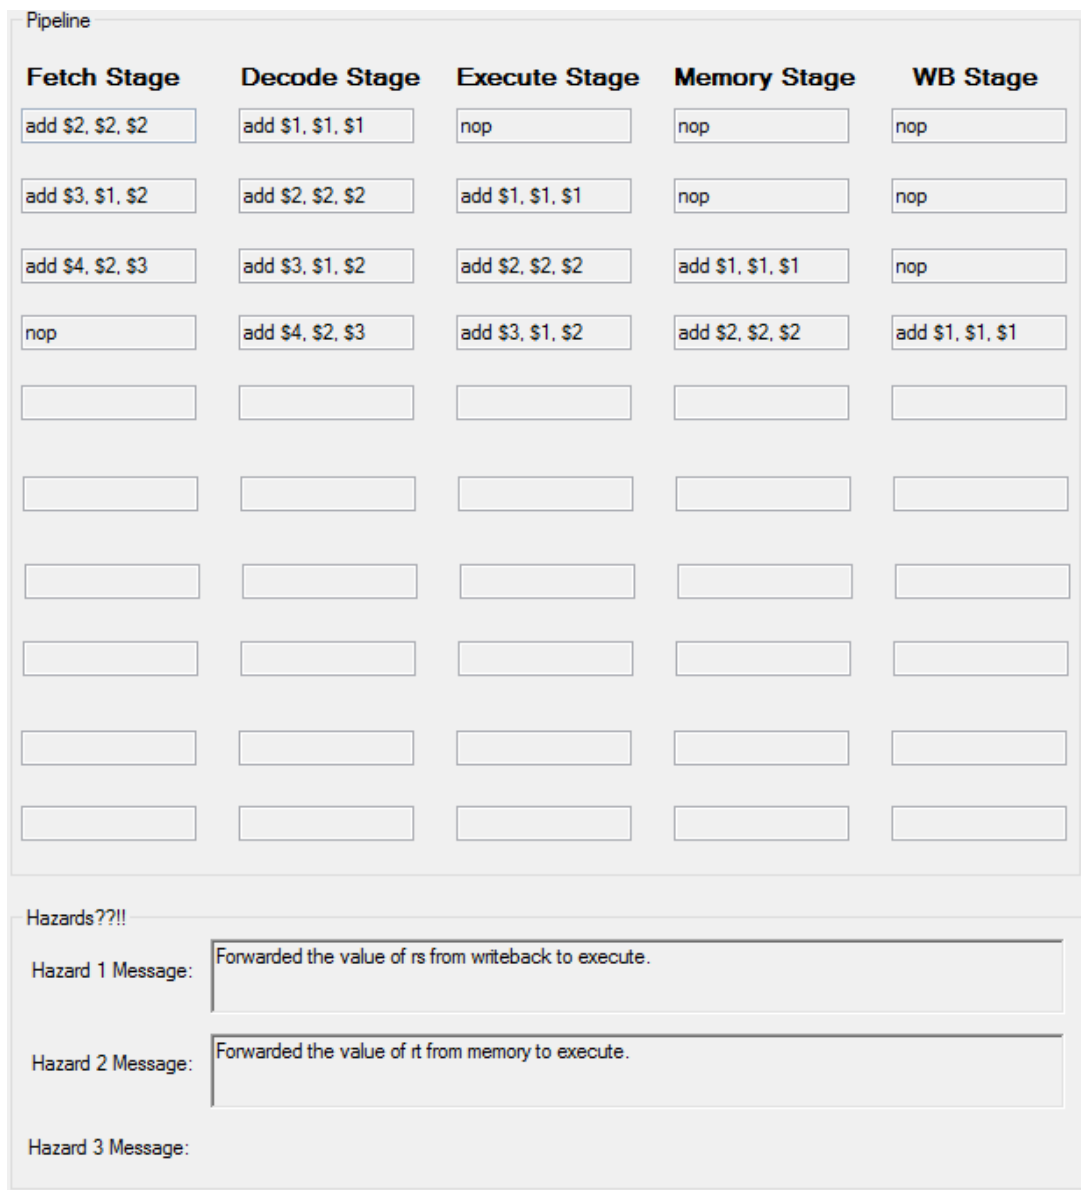 Pipeline
Fetch Stage Decode Stage Execute Stage Memory Stage WB Stage
add $2, $2, $2 add $1, $1, $1 nop nop nop
add $3, $1, $2 add $2, $2, $2 add $1, $1, $1 nop nop
add $4, $2, $3 add $3, $1, $2 add $2, $2, $2 add $1, $1, $1 nop
nop add $4, $2, $3 add $3, $1, $2 add $2, $2, $2 add $1, $1, $1
Hazards??!!
Hazard 1 Message: Forwarded the value of rs from writeback to execute.
Hazard 2 Message: Forwarded the value of rt from memory to execute.
Hazard 3 Message: